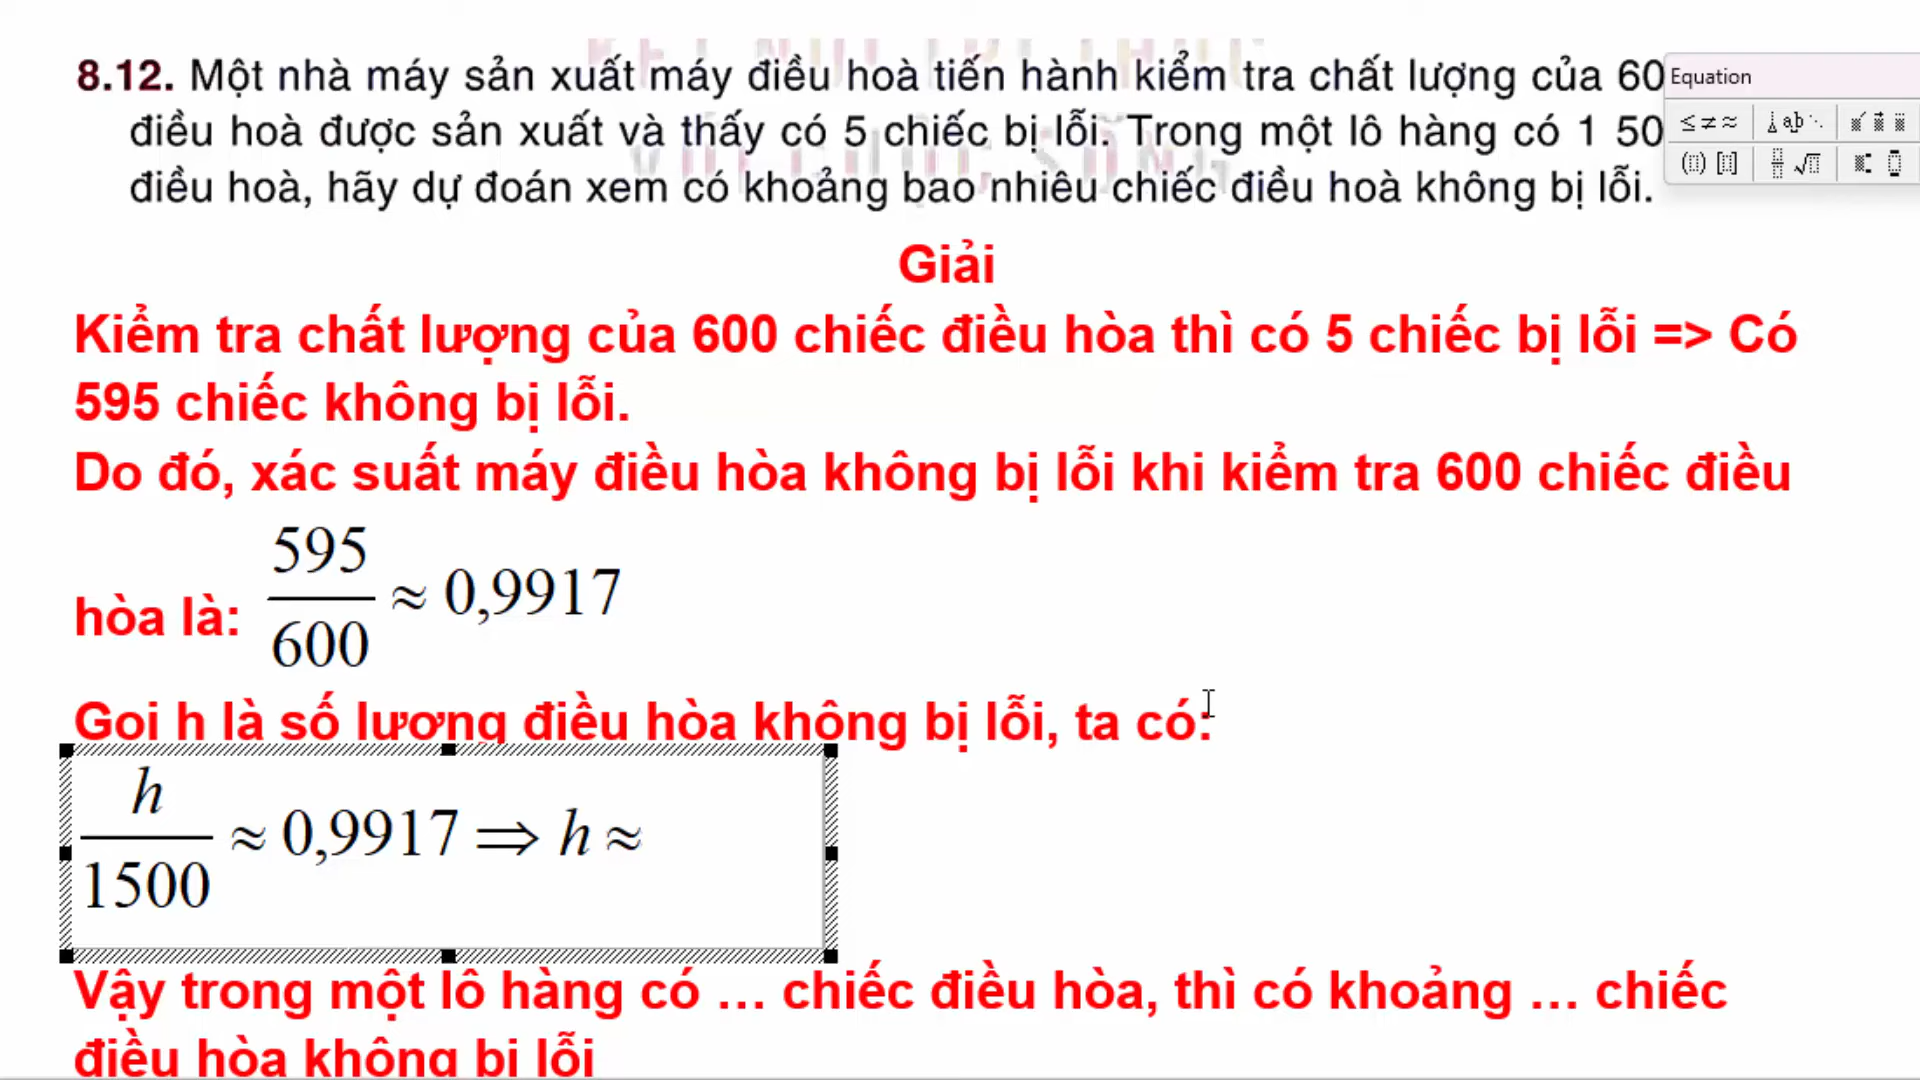 8.12. Một nhà máy sản xuất máy điều hoà tiến hành kiểm tra chất lượng của 60
điều hoà được sản xuất và thấy có 5 chiếc bị lỗi. Trong một lô hàng có 1 50
điều hoà, hãy dự đoán xem có khoảng bao nhiêu chiếc điều hoà không bị lỗi.
Equation
≤≠≈
ab
Giải
Kiểm tra chất lượng của 600 chiếc điều hòa thì có 5 chiếc bị lỗi => Có
595 chiếc không bị lỗi.
Do đó, xác suất máy điều hòa không bị lỗi khi kiểm tra 600 chiếc điều
hòa là: 595/600 ≈ 0,9917
Gọi h là số lượng điều hòa không bị lỗi, ta có:
h/1500 ≈ 0,9917 ⇒ h ≈
Vậy trong một lô hàng có ... chiếc điều hòa, thì có khoảng ... chiếc
điều hòa không bị lỗi